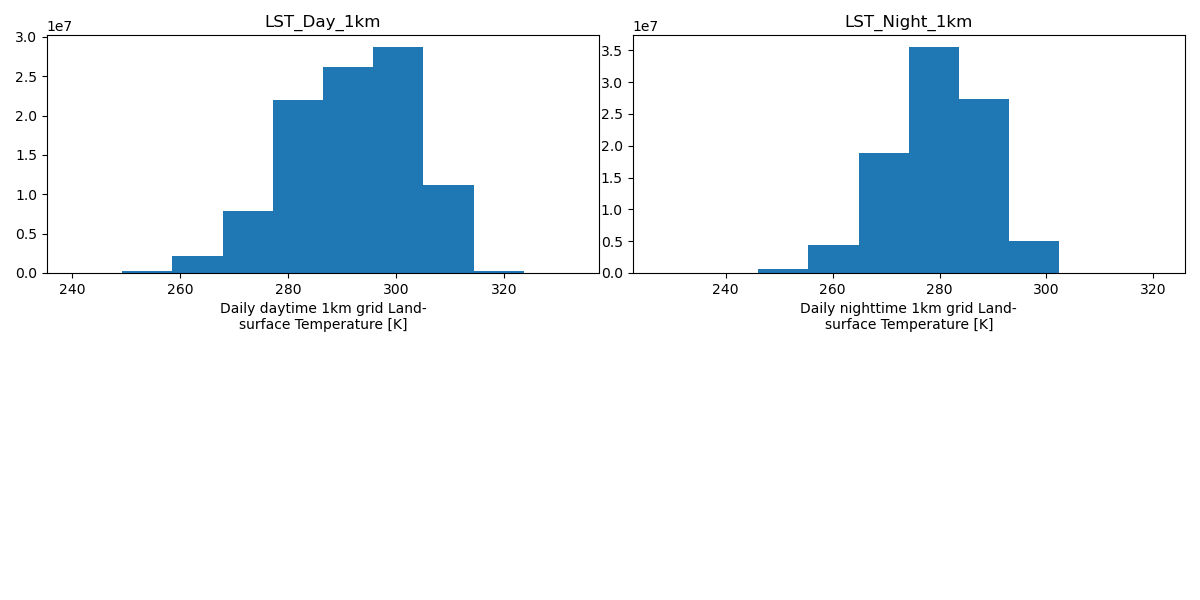 LST_Day_1km
1e7
3.0
2.5
2.0
1.5
1.0
0.5
0.0
240 260 280 300 320
Daily daytime 1km grid Land-
surface Temperature [K]
LST_Night_1km
1e7
3.5
3.0
2.5
2.0
1.5
1.0
0.5
0.0
240 260 280 300 320
Daily nighttime 1km grid Land-
surface Temperature [K]